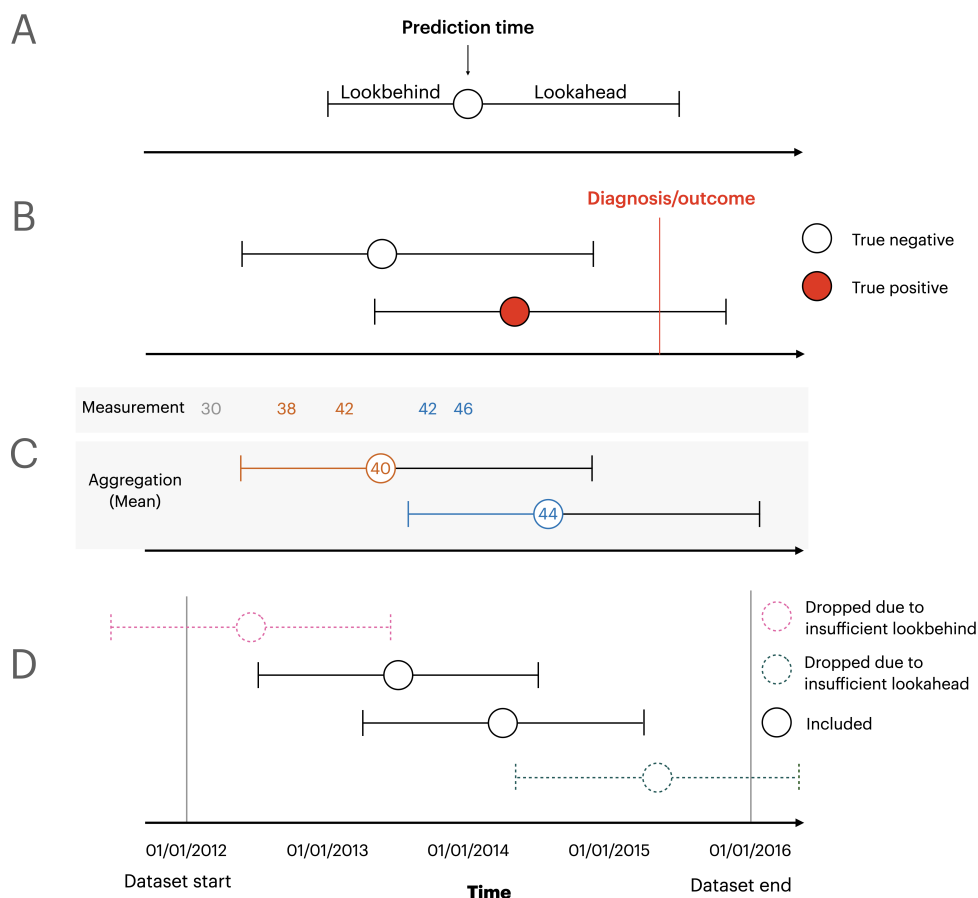 A
Prediction time
Lookbehind
Lookahead
B
Diagnosis/outcome
True negative
True positive
Measurement 30 38 42 42 46
C
Aggregation
(Mean)
40
44
D
Dropped due to
insufficient lookbehind
Dropped due to
insufficient lookahead
Included
01/01/2012 01/01/2013 01/01/2014 01/01/2015 01/01/2016
Dataset start
Time
Dataset end